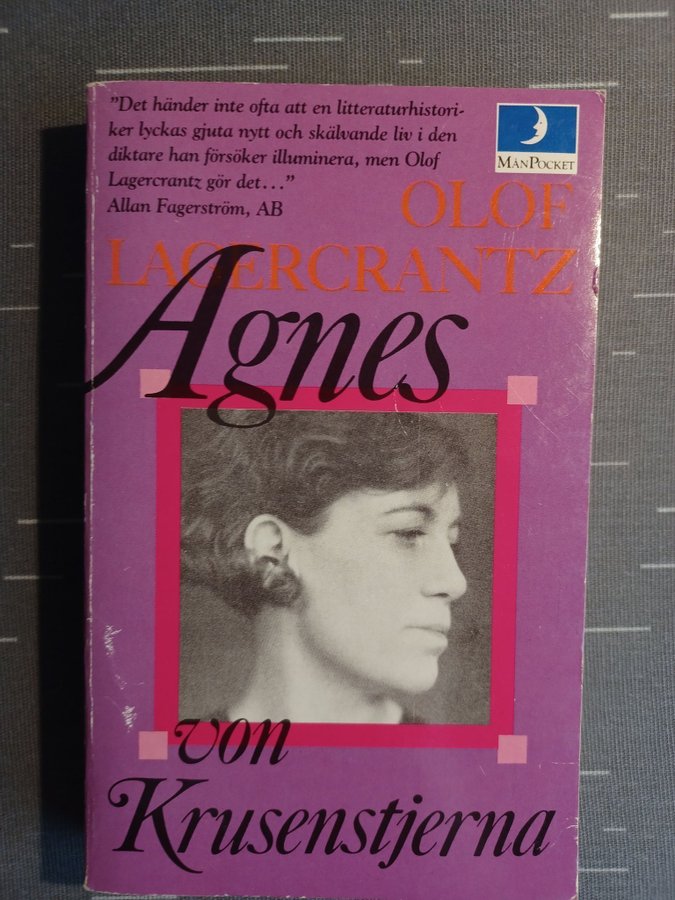 "Det händer inte ofta att en litteraturhistori-
ker lyckas gjuta nytt och skälvande liv i den
diktare han försöker illuminera, men Olof
Lagercrantz gör det..."
Allan Fagerström, AB
MÅNPOCKET
OLOF
LAGERCRANTZ
Agnes
von
Krusenstjerna